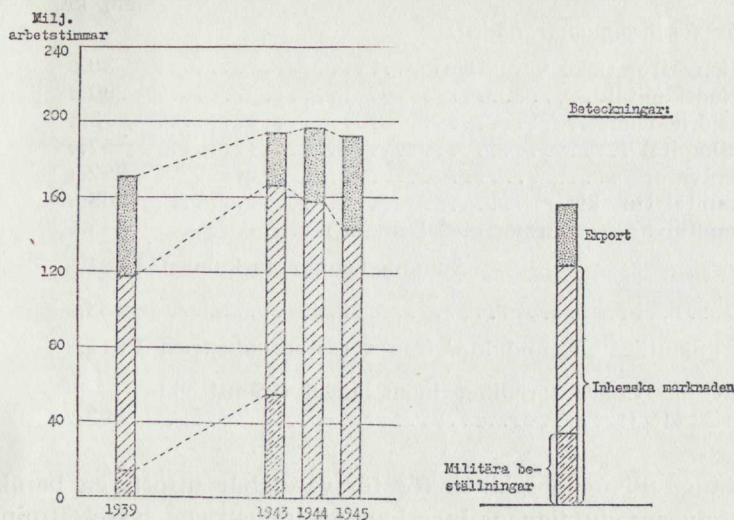 Milj.
arbetstimmar
240
200
160
120
80
40
0
1939
1943 1944 1945
Beteckningar:
Export
Inhemska marknaden
Militära be-
ställningar